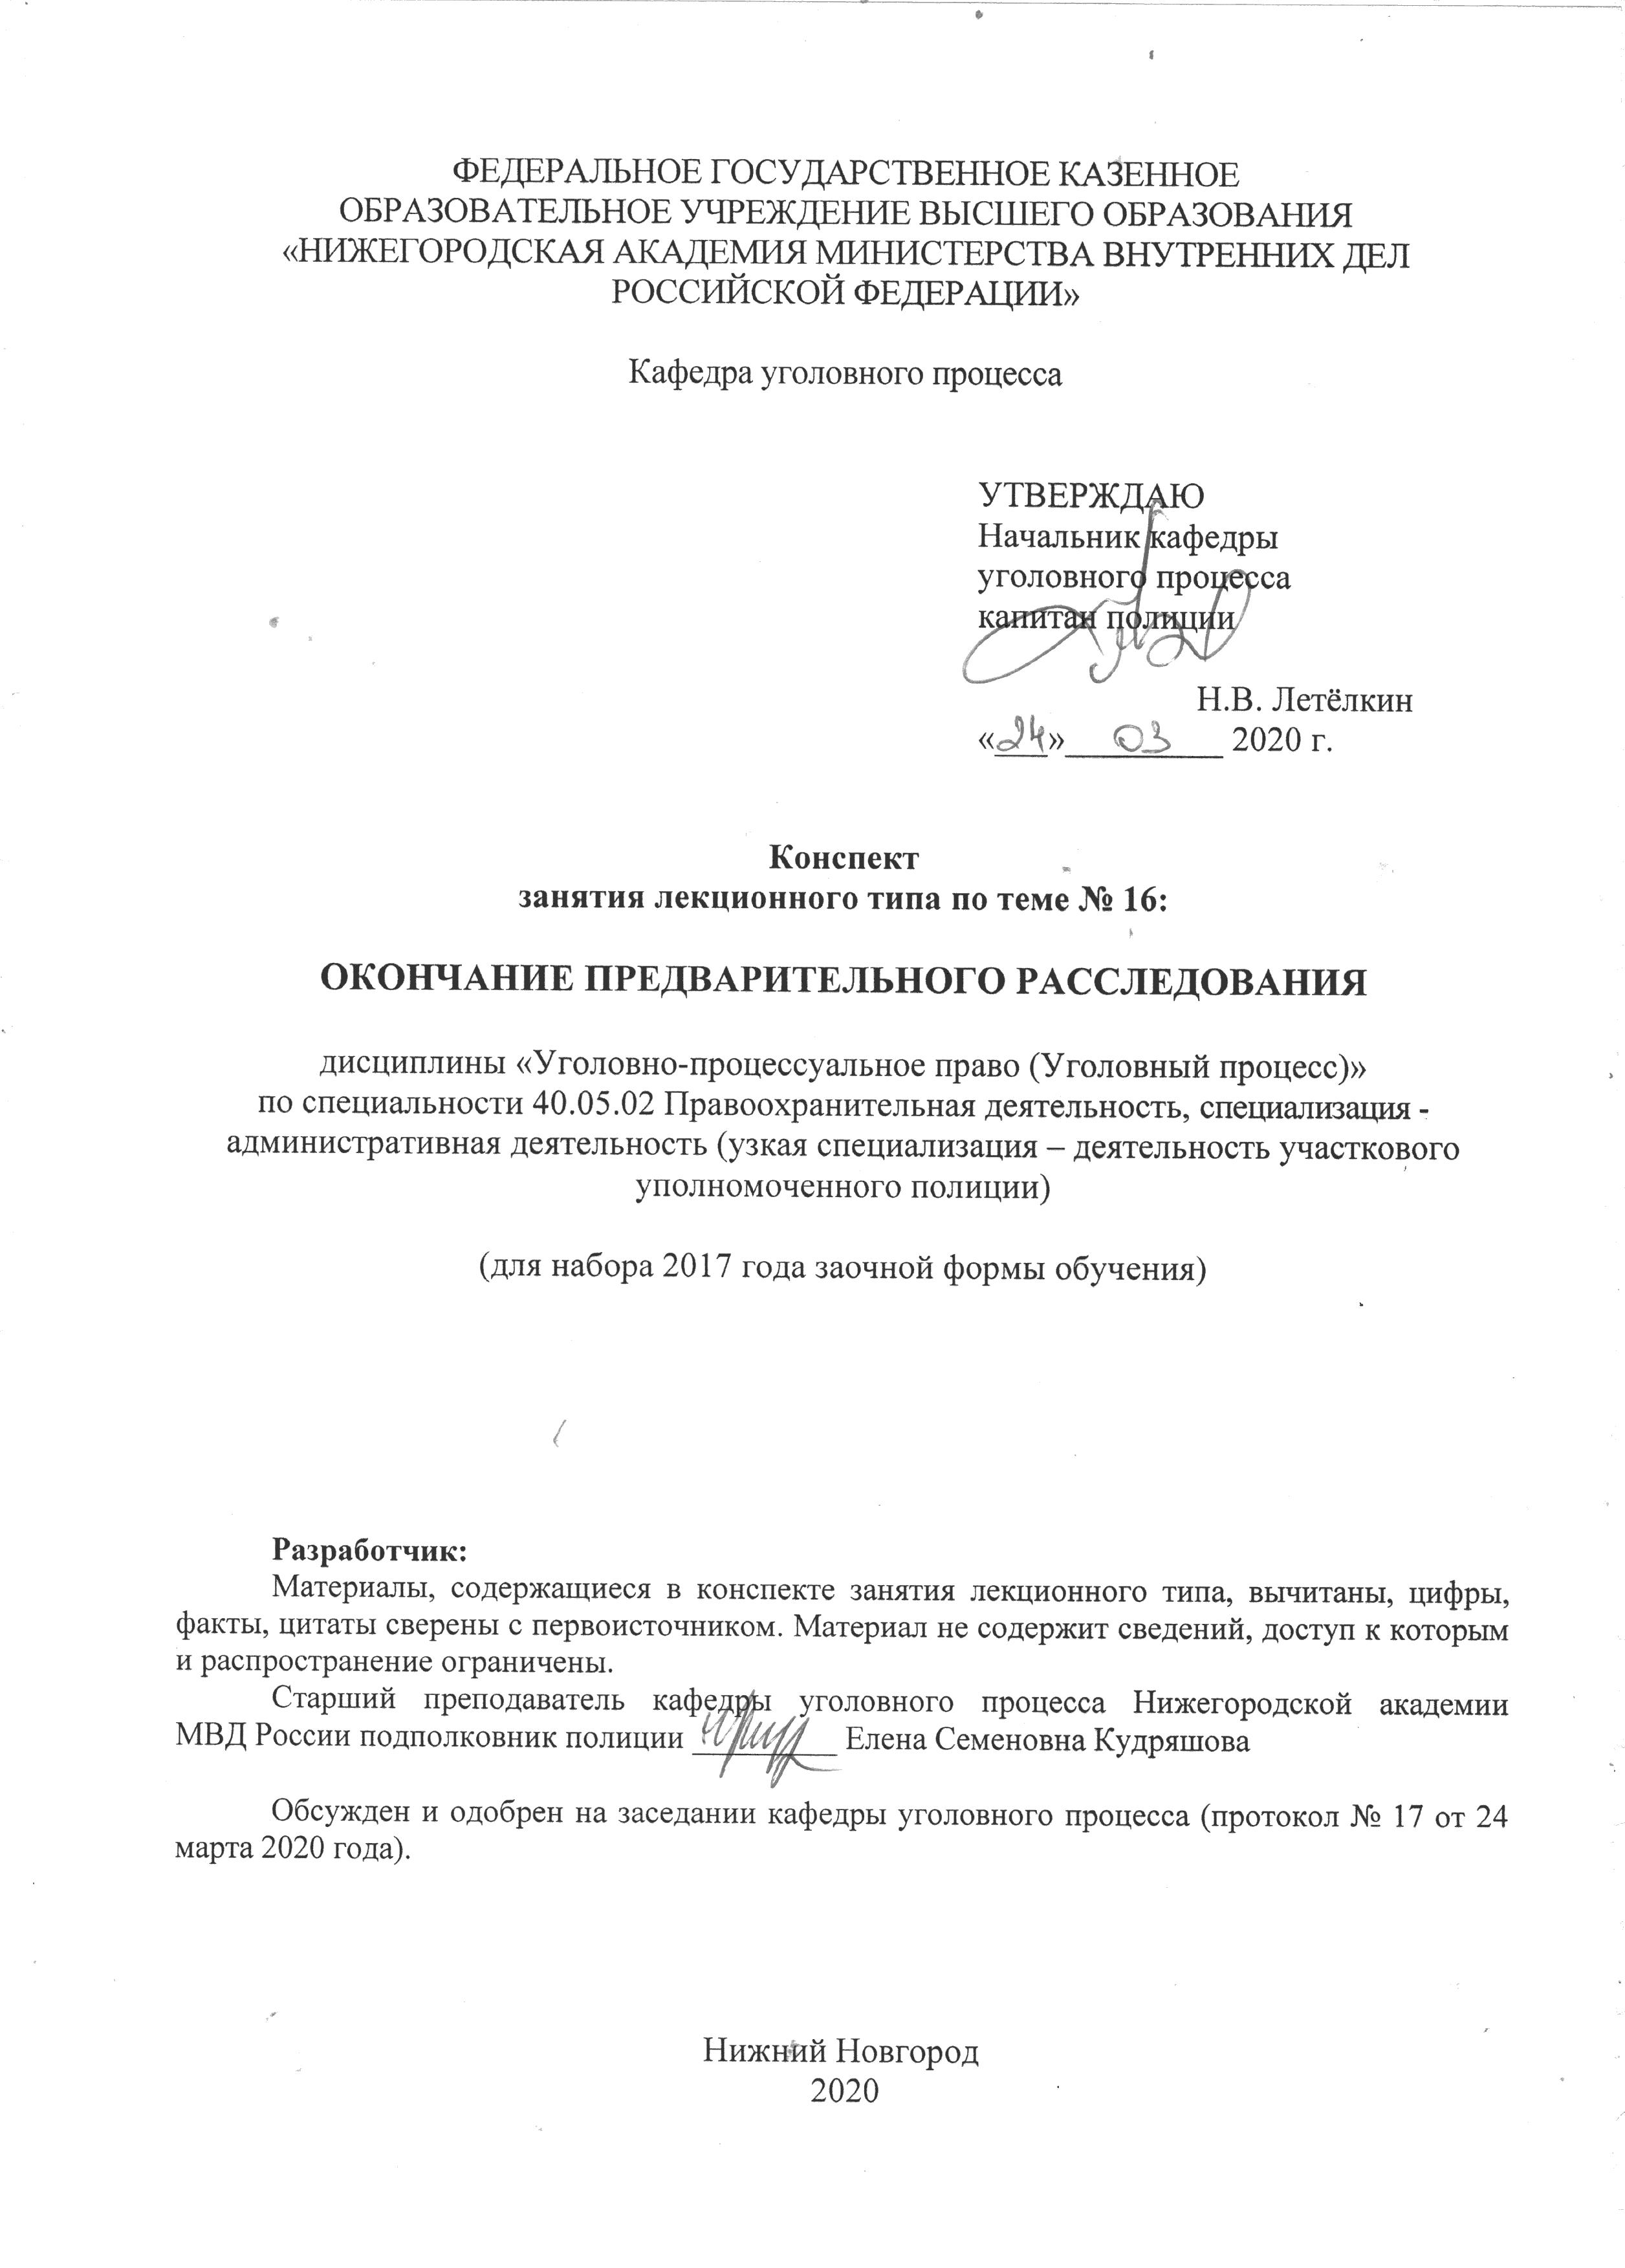 ФЕДЕРАЛЬНОЕ ГОСУДАРСТВЕННОЕ КАЗЕННОЕ
ОБРАЗОВАТЕЛЬНОЕ УЧРЕЖДЕНИЕ ВЫСШЕГО ОБРАЗОВАНИЯ
«НИЖЕГОРОДСКАЯ АКАДЕМИЯ МИНИСТЕРСТВА ВНУТРЕННИХ ДЕЛ
РОССИЙСКОЙ ФЕДЕРАЦИИ»
Кафедра уголовного процесса
УТВЕРЖДАЮ
Начальник кафедры
уголовного процесса
капитан полиции
Н.В. Летёлкин
«24» 03 2020 г.
Конспект
занятия лекционного типа по теме № 16:
ОКОНЧАНИЕ ПРЕДВАРИТЕЛЬНОГО РАССЛЕДОВАНИЯ
дисциплины «Уголовно-процессуальное право (Уголовный процесс)»
по специальности 40.05.02 Правоохранительная деятельность, специализация -
административная деятельность (узкая специализация – деятельность участкового
уполномоченного полиции)
(для набора 2017 года заочной формы обучения)
Разработчик:
Материалы, содержащиеся в конспекте занятия лекционного типа, вычитаны, цифры,
факты, цитаты сверены с первоисточником. Материал не содержит сведений, доступ к которым
и распространение ограничены.
Старший преподаватель кафедры уголовного процесса Нижегородской академии
МВД России подполковник полиции __________ Елена Семеновна Кудряшова
Обсужден и одобрен на заседании кафедры уголовного процесса (протокол № 17 от 24
марта 2020 года).
Нижний Новгород
2020